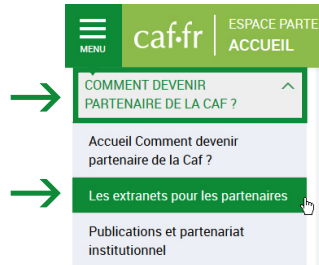 MENU
caf.fr
ESPACE PARTE
ACCUEIL
COMMENT DEVENIR
PARTENAIRE DE LA CAF ?
Accueil Comment devenir
partenaire de la Caf ?
Les extranets pour les partenaires
Publications et partenariat
institutionnel